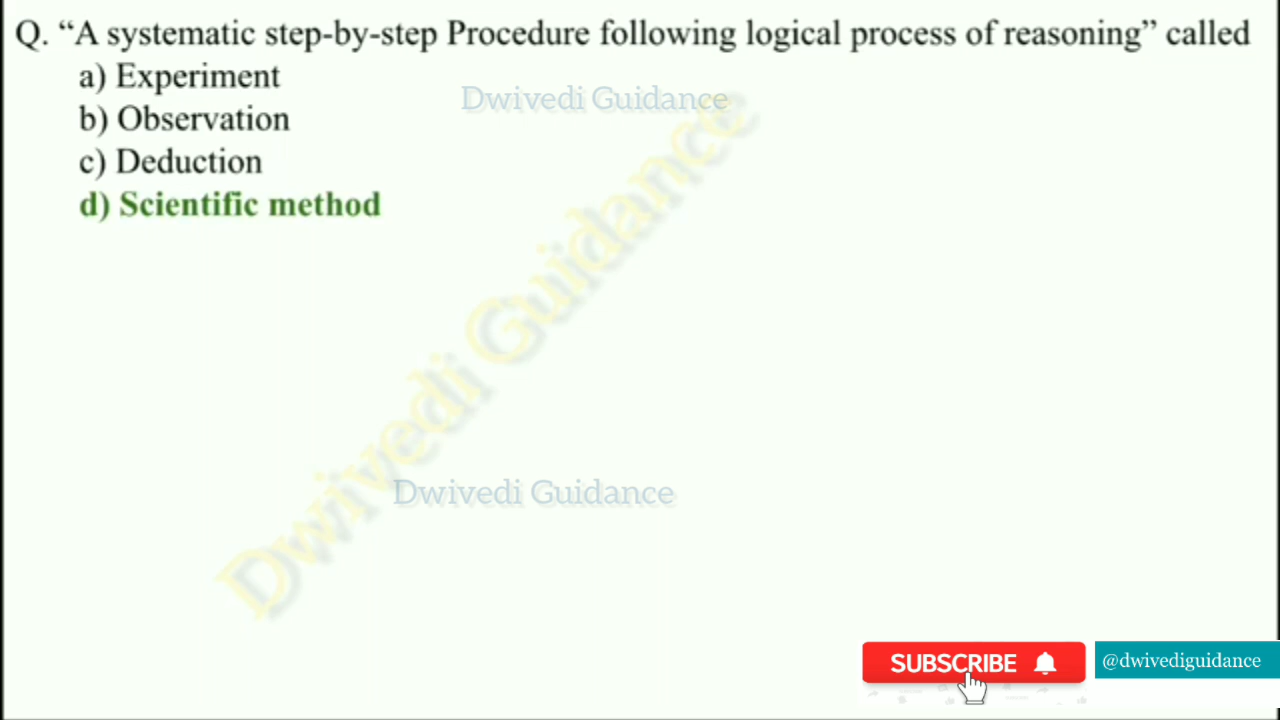 Q. “A systematic step-by-step Procedure following logical process of reasoning” called
a) Experiment
Dwivedi Guidance
b) Observation
c) Deduction
d) Scientific method
Dwivedi Guidance
Dwivedi Guidance
SUBSCRIBE
@dwivediguidance